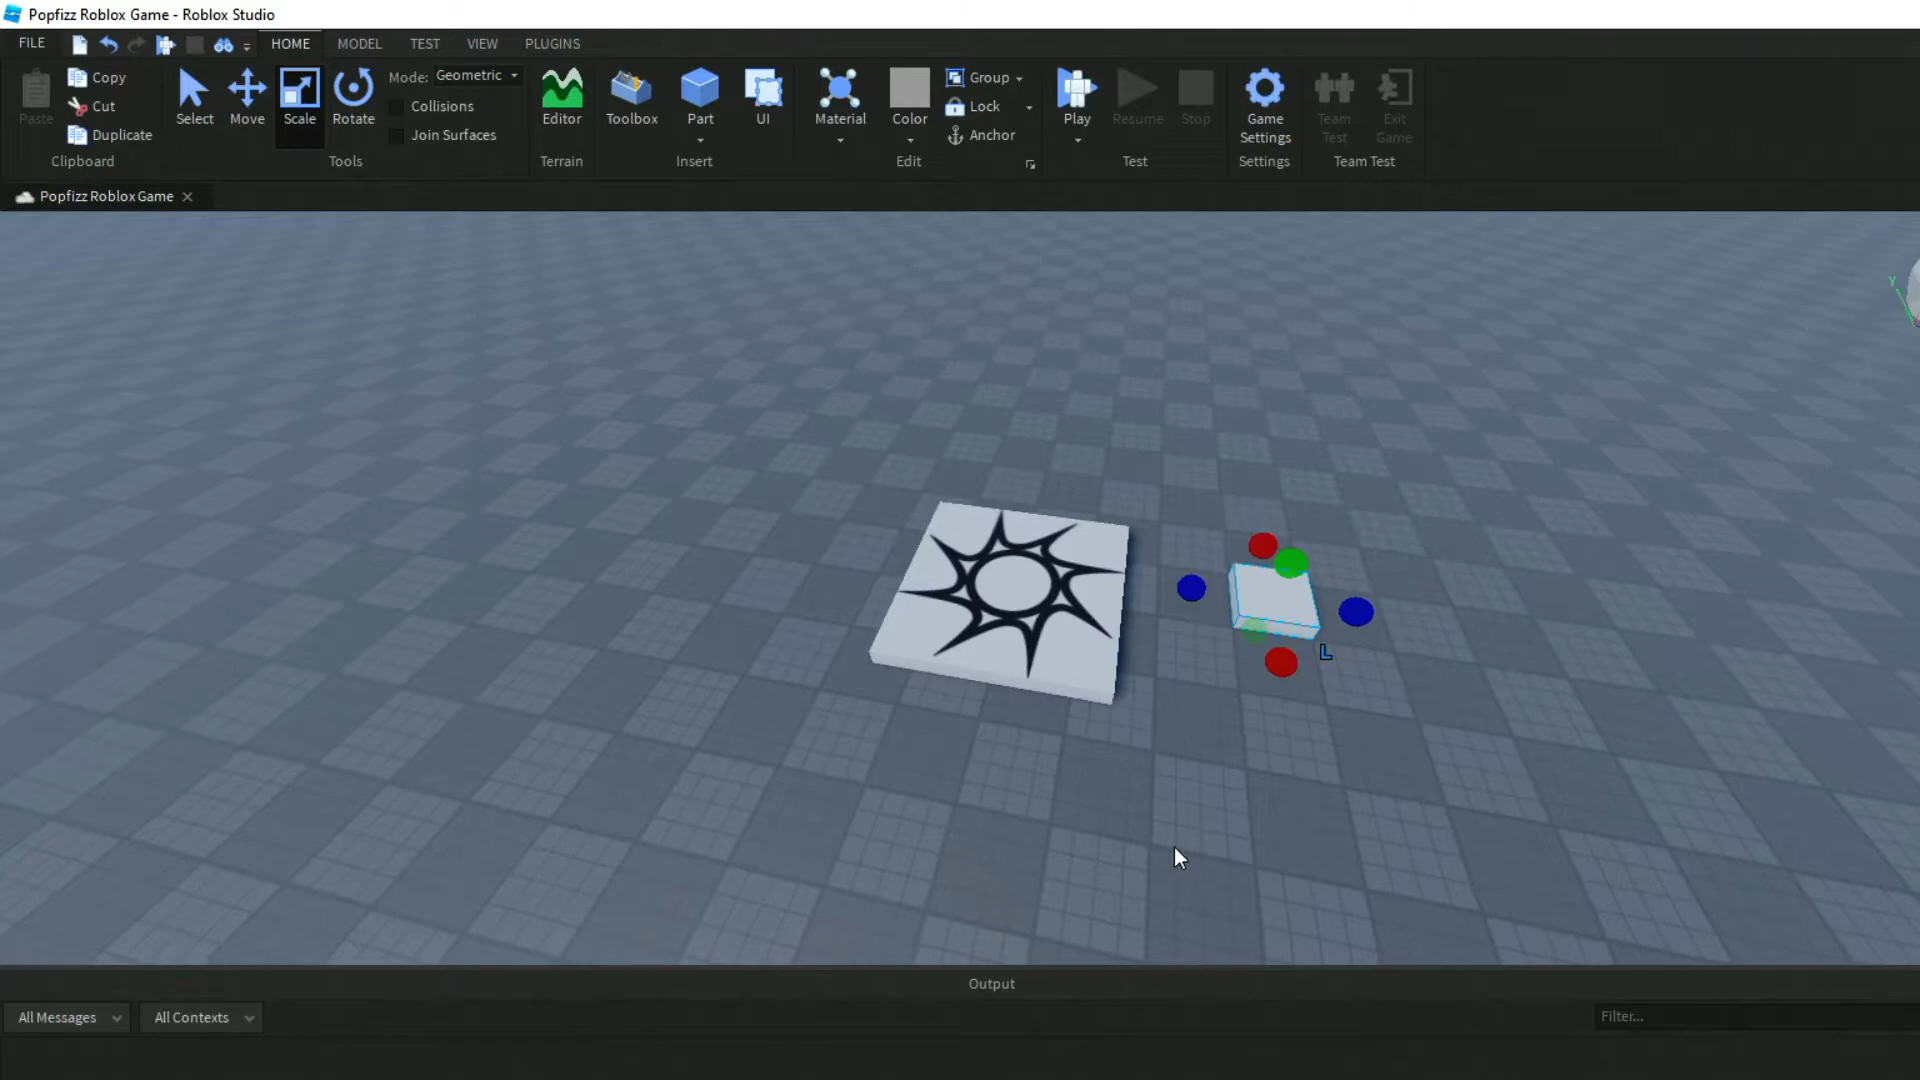 Popfizz Roblox Game - Roblox Studio
FILE HOME MODEL TEST VIEW PLUGINS
Paste
Copy
Cut
Duplicate
Clipboard
Select Move Scale Rotate
Mode: Geometric
Collisions
Join Surfaces
Tools
Editor
Terrain
Toolbox Part UI
Insert
Material Color
Group
Lock
Anchor
Edit
Play Resume Stop
Test
Game
Settings
Settings
Team
Test
Exit
Game
Team Test
Popfizz Roblox Game
Y
L
Output
All Messages All Contexts Filter...